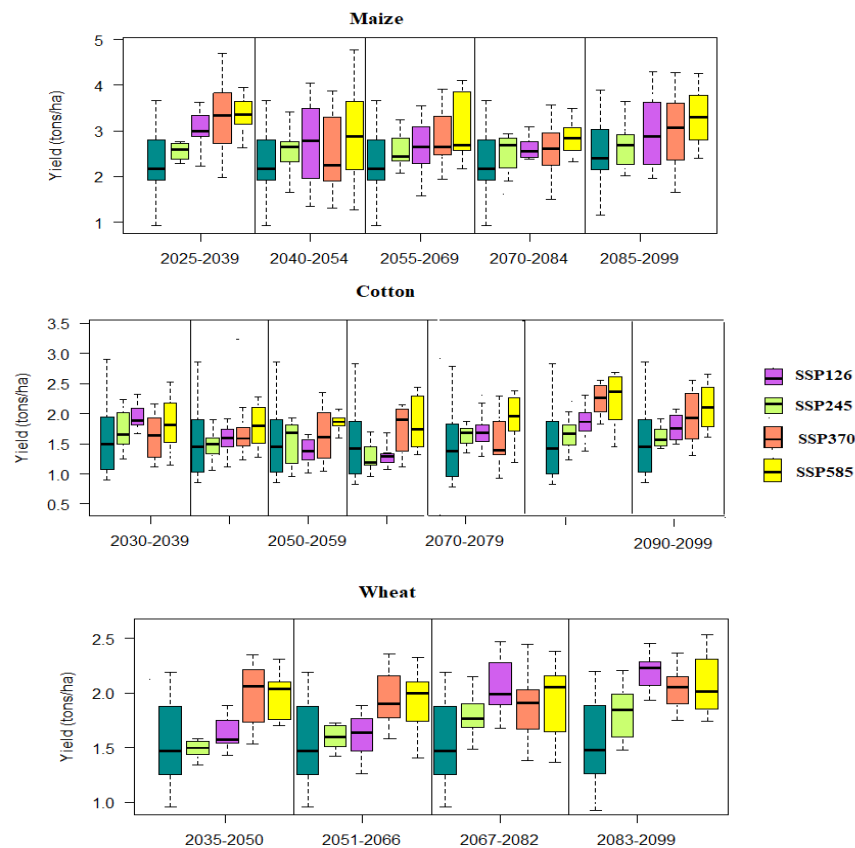 Maize
Yield (tons/ha)
5
4
3
2
1
2025-2039 2040-2054 2055-2069 2070-2084 2085-2099
Cotton
Yield (tons/ha)
3.5
3.0
2.5
2.0
1.5
1.0
0.5
2030-2039 2050-2059 2070-2079 2090-2099
SSP126
SSP245
SSP370
SSP585
Wheat
Yield (tons/ha)
2.5
2.0
1.5
1.0
2035-2050 2051-2066 2067-2082 2083-2099